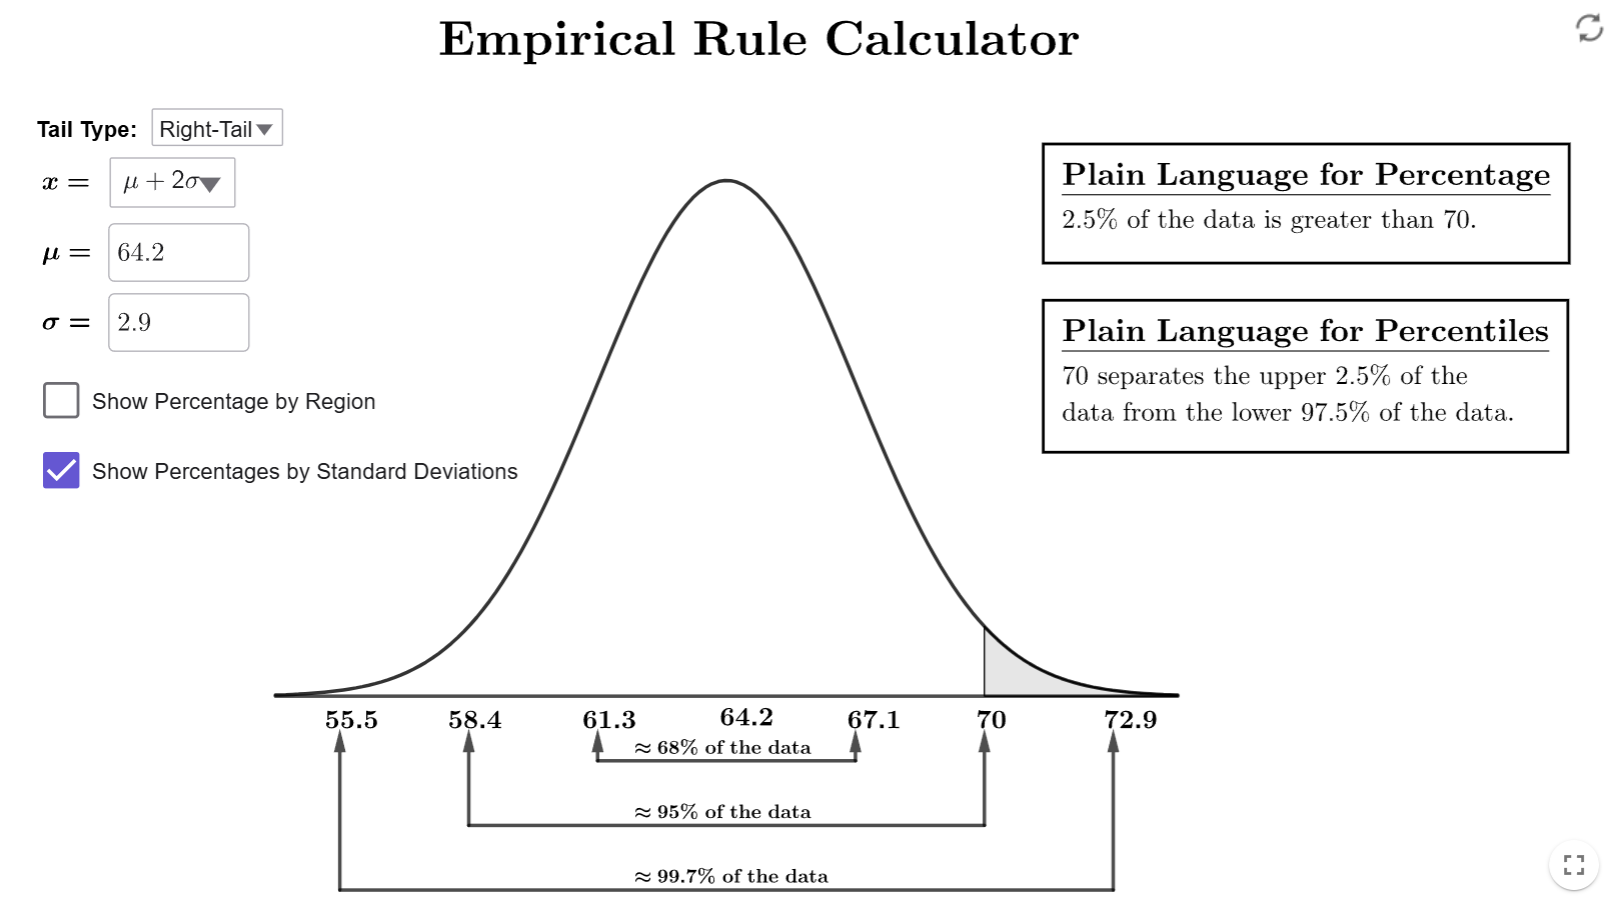 Empirical Rule Calculator
Tail Type: Right-Tail
x = μ + 2σ
μ = 64.2
σ = 2.9
Show Percentage by Region
Show Percentages by Standard Deviations
Plain Language for Percentage
2.5% of the data is greater than 70.
Plain Language for Percentiles
70 separates the upper 2.5% of the
data from the lower 97.5% of the data.
55.5 58.4 61.3 64.2 67.1 70 72.9
≈ 68% of the data
≈ 95% of the data
≈ 99.7% of the data